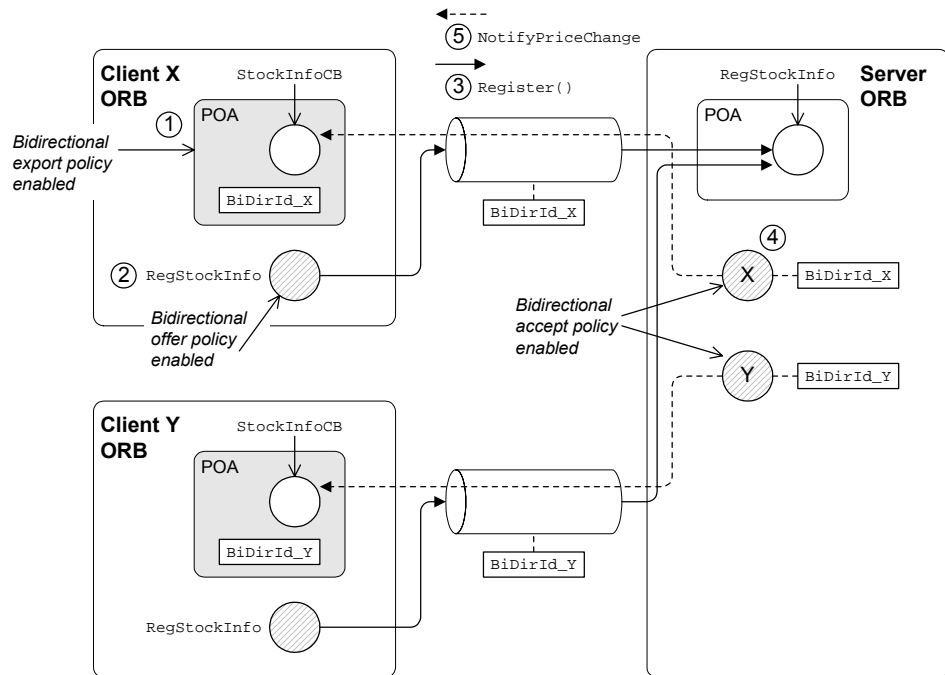 5 NotifyPriceChange
3 Register()
Client X
ORB
StockInfoCB
POA
1
Bidirectional
export policy
enabled
BiDirId_X
2 RegStockInfo
Bidirectional
offer policy
enabled
BiDirId_X
Server
ORB
RegStockInfo
POA
4
X
BiDirId_X
Bidirectional
accept policy
enabled
Y
BiDirId_Y
Client Y
ORB
StockInfoCB
POA
BiDirId_Y
RegStockInfo
BiDirId_Y